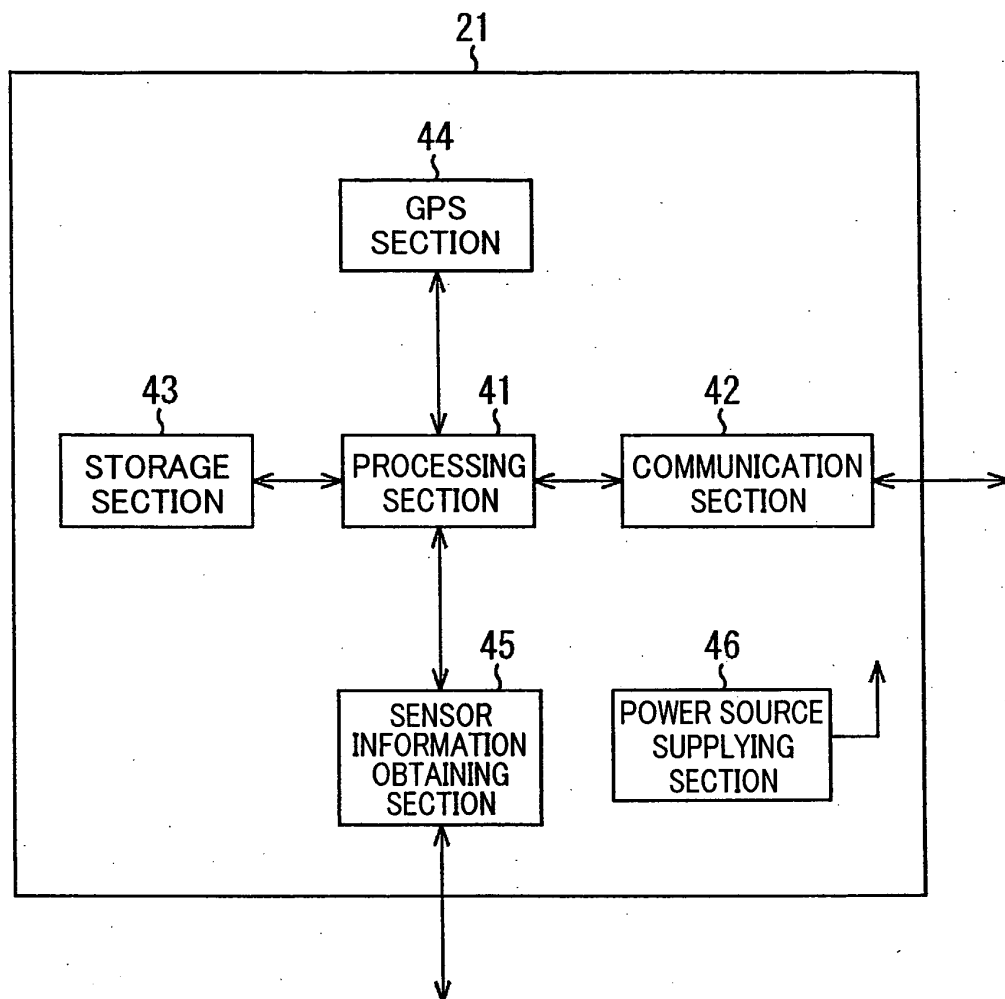 21
44
GPS
SECTION
43
STORAGE
SECTION
41
PROCESSING
SECTION
42
COMMUNICATION
SECTION
45
SENSOR
INFORMATION
OBTAINING
SECTION
46
POWER SOURCE
SUPPLYING
SECTION